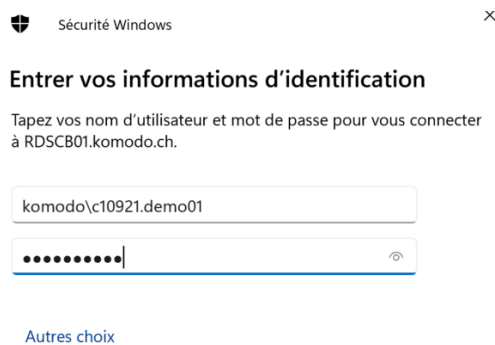 Sécurité Windows
Entrer vos informations d’identification
Tapez vos nom d’utilisateur et mot de passe pour vous connecter
à RDSCB01.komodo.ch.
komodo\c10921.demo01
●●●●●●●●●●
Autres choix